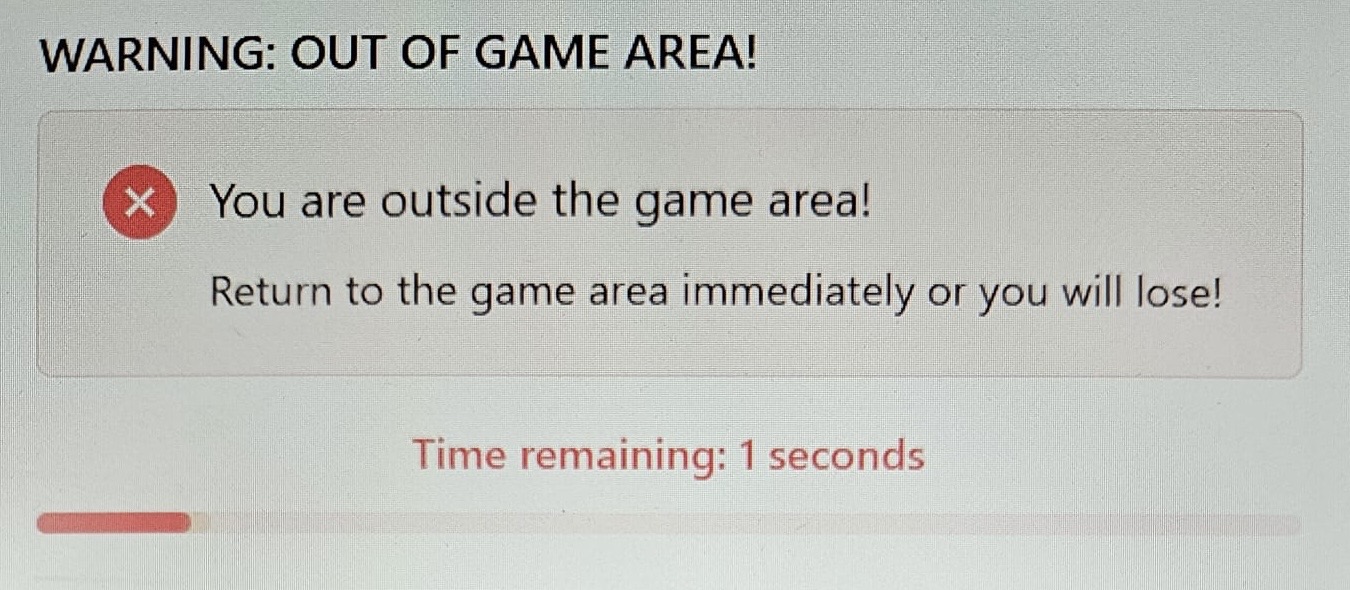 WARNING: OUT OF GAME AREA!
You are outside the game area!
Return to the game area immediately or you will lose!
Time remaining: 1 seconds